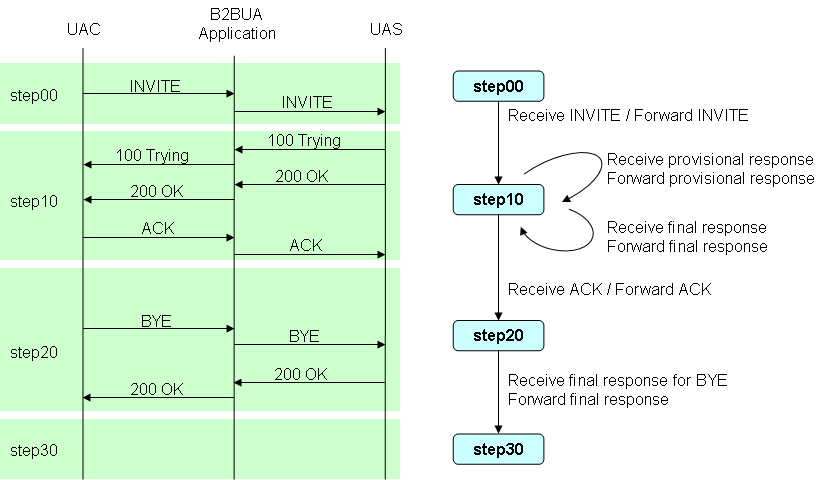 UAC
B2BUA
Application
UAS
step00
INVITE
INVITE
step10
100 Trying
100 Trying
200 OK
200 OK
ACK
ACK
step20
BYE
BYE
200 OK
200 OK
step30
step00
Receive INVITE / Forward INVITE
Receive provisional response
Forward provisional response
step10
Receive final response
Forward final response
Receive ACK / Forward ACK
step20
Receive final response for BYE
Forward final response
step30